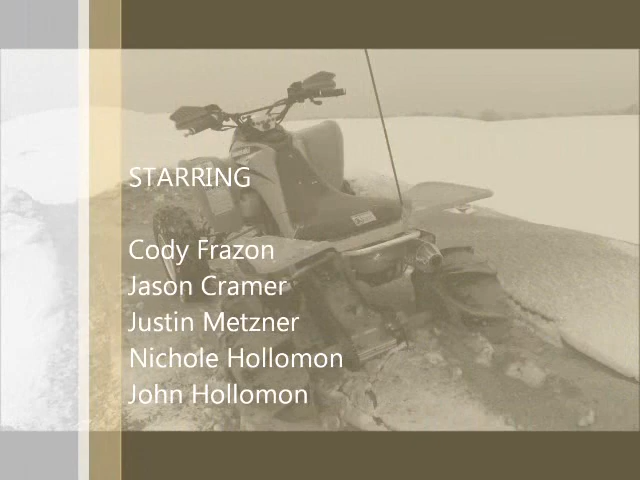 STARRING
Cody Frazon
Jason Cramer
Justin Metzner
Nichole Hollomon
John Hollomon